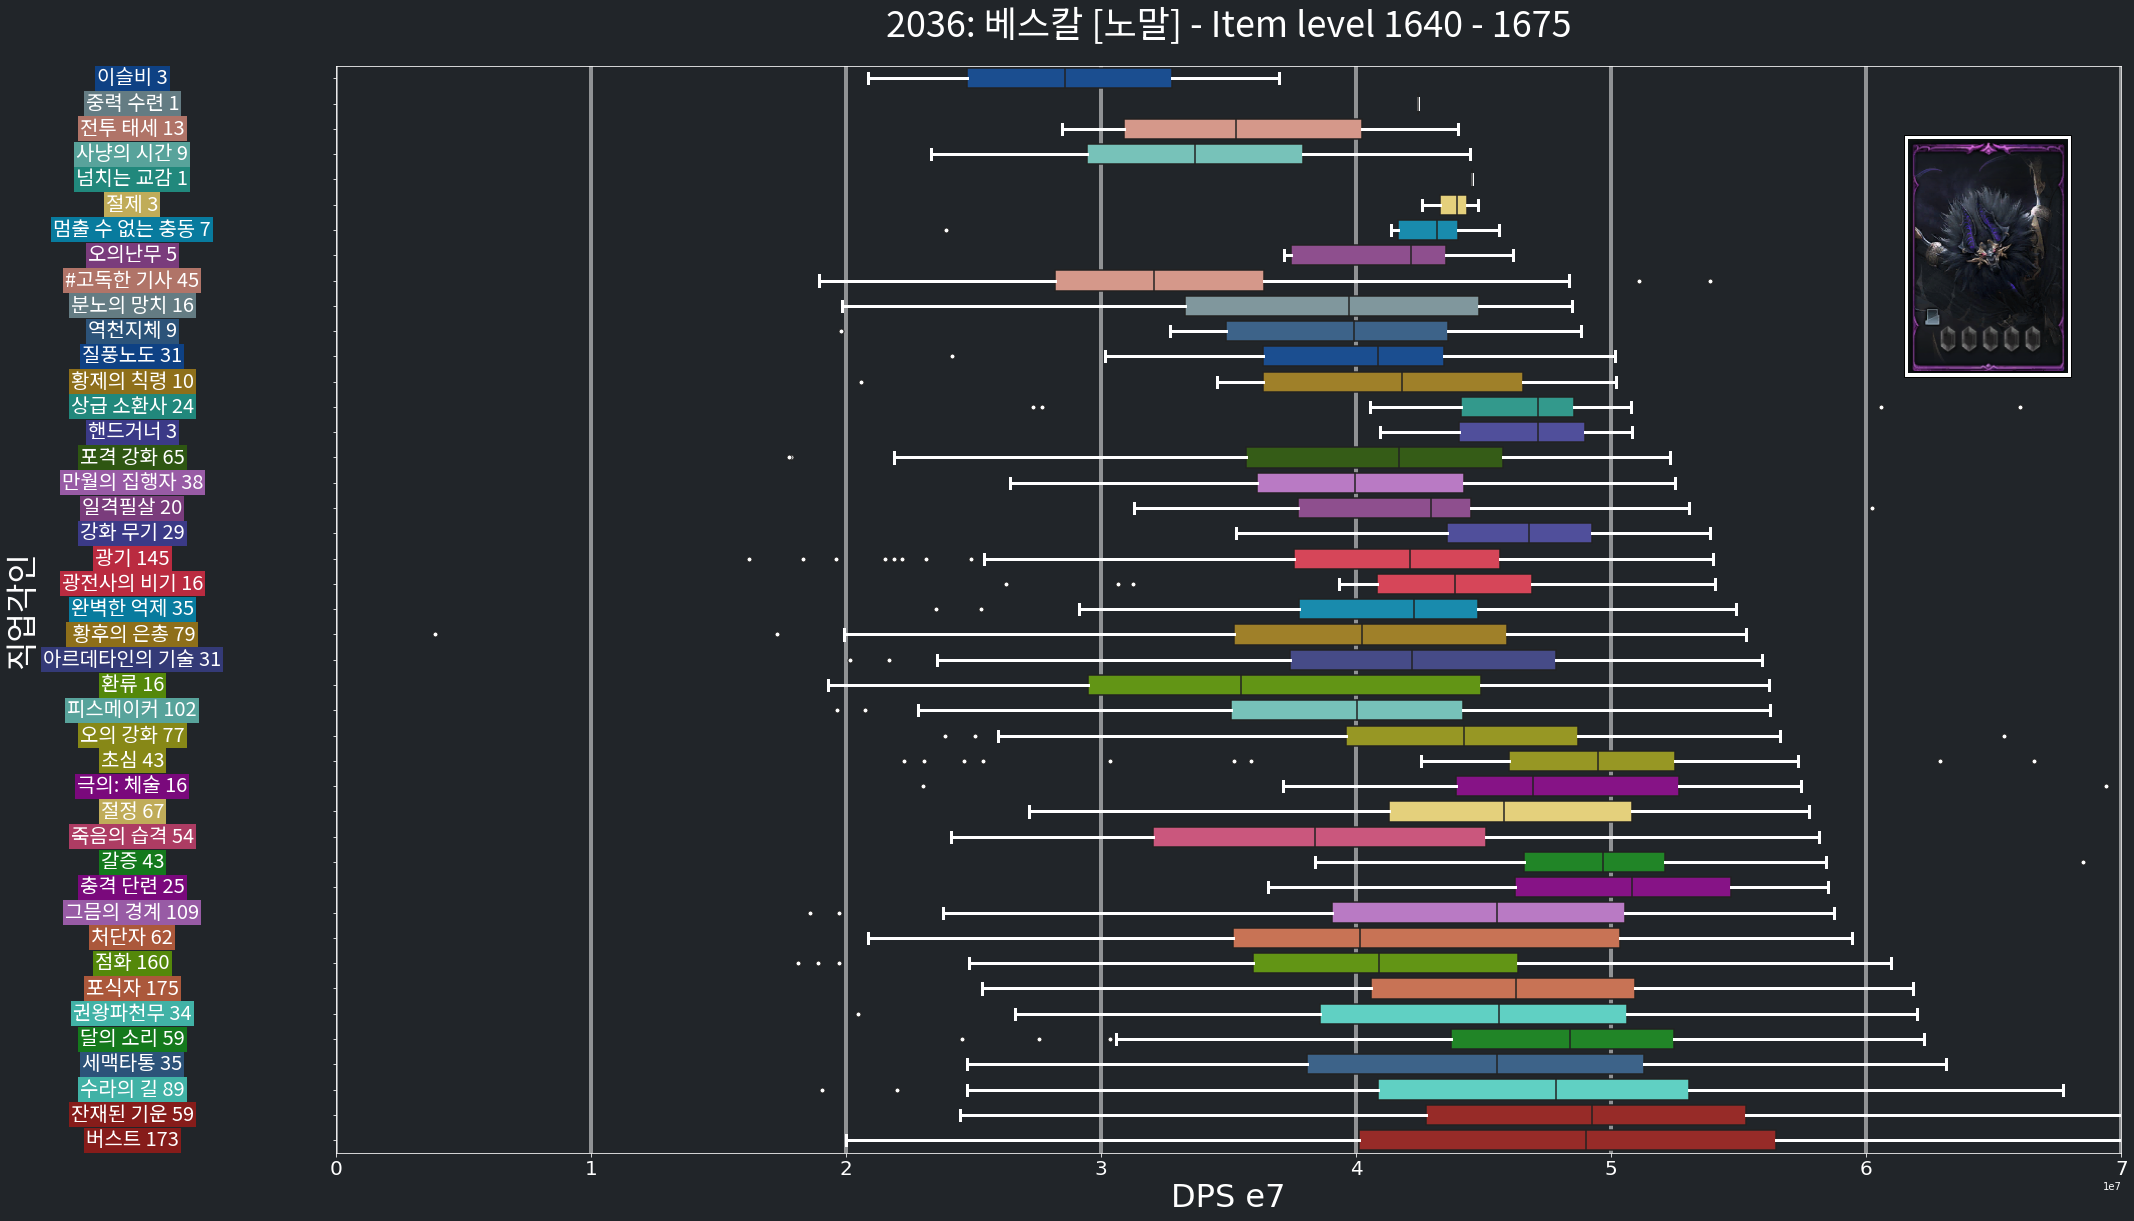 2036: 베스칼 [노말] - Item level 1640 - 1675
이슬비 3
중력 수련 1
전투 태세 13
사냥의 시간 9
넘치는 교감 1
절제 3
멈출 수 없는 충동 7
오의난무 5
#고독한 기사 45
분노의 망치 16
역천지체 9
질풍노도 31
황제의 칙령 10
상급 소환사 24
핸드거너 3
포격 강화 65
만월의 집행자 38
일격필살 20
강화 무기 29
광기 145
광전사의 비기 16
완벽한 억제 35
황후의 은총 79
아르데타인의 기술 31
환류 16
피스메이커 102
오의 강화 77
초심 43
극의: 체술 16
절정 67
죽음의 습격 54
갈증 43
충격 단련 25
그믐의 경계 109
처단자 62
점화 160
포식자 175
권왕파천무 34
달의 소리 59
세맥타통 35
수라의 길 89
잔재된 기운 59
버스트 173
직업각인
0 1 2 3 4 5 6 7
1e7
DPS e7